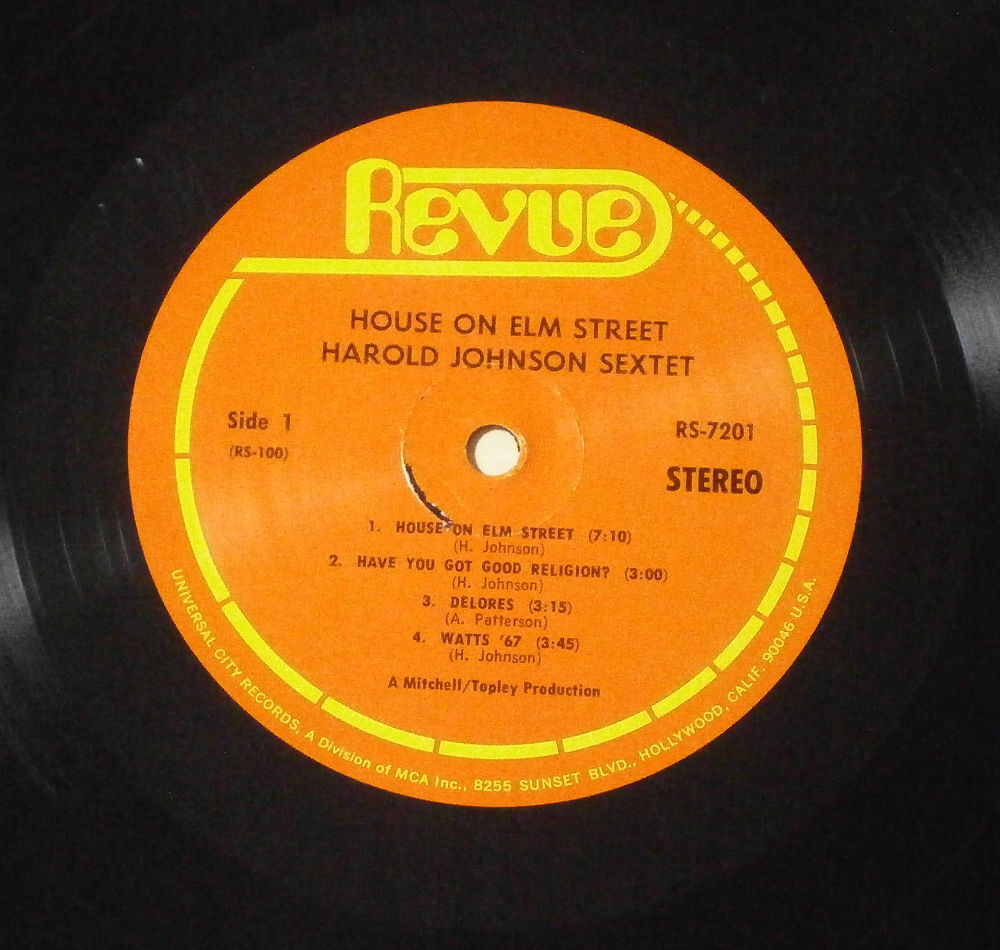 Revue
HOUSE ON ELM STREET
HAROLD JOHNSON SEXTET
Side 1
(RS-100)
RS-7201
STEREO
1. HOUSE ON ELM STREET (7:10)
(H. Johnson)
2. HAVE YOU GOT GOOD RELIGION? (3:00)
(H. Johnson)
3. DELORES (3:15)
(A. Patterson)
4. WATTS '67 (3:45)
(H. Johnson)
A Mitchell/Topley Production
UNIVERSAL CITY RECORDS, A Division of MCA Inc., 8255 SUNSET BLVD., HOLLYWOOD, CALIF. 90046 U.S.A.